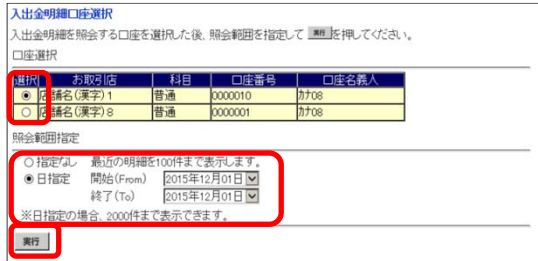 入出金明細口座選択
入出金明細を照会する口座を選択した後、照会範囲を指定して 実行 を押してください。
口座選択
選択 お取引店 科目 口座番号 口座名義人
店舗名(漢字)1 普通 0000010 ｶﾅ08
店舗名(漢字)8 普通 0000001 ｶﾅ08
照会範囲指定
指定なし 最近の明細を100件まで表示します。
日指定 開始(From) 2015年12月01日
終了(To) 2015年12月01日
※日指定の場合、2000件まで表示できます。
実行